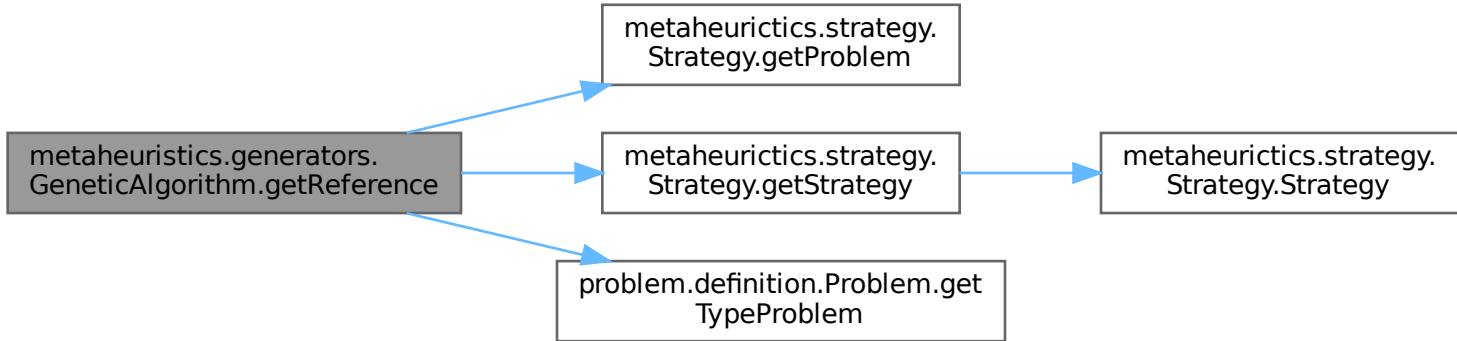 metaheurictics.strategy.
Strategy.getProblem
metaheuristics.generators.
GeneticAlgorithm.getReference
metaheurictics.strategy.
Strategy.getStrategy
metaheurictics.strategy.
Strategy.Strategy
problem.definition.Problem.get
TypeProblem